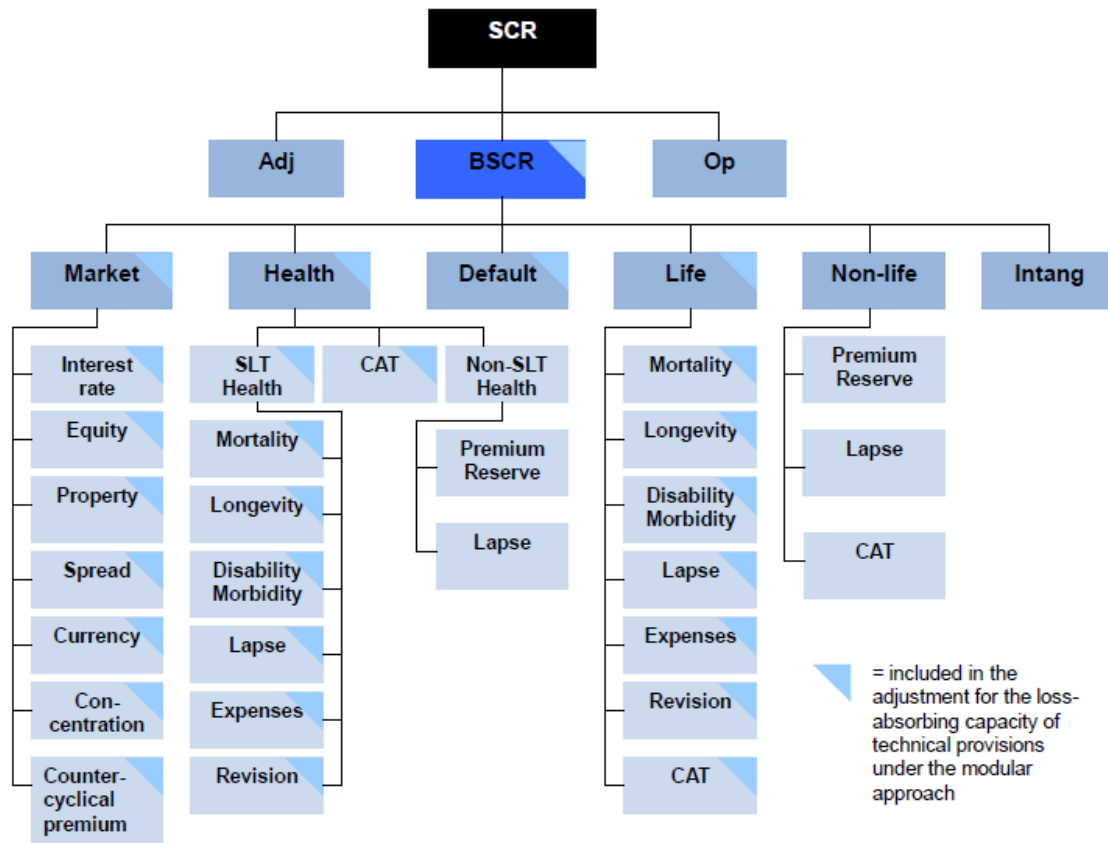 SCR
Adj
BSCR
Op
Market
Health
Default
Life
Non-life
Intang
Interest
rate
Equity
Property
Spread
Currency
Con-
centration
Counter-
cyclical
premium
SLT
Health
CAT
Non-SLT
Health
Mortality
Longevity
Disability
Morbidity
Lapse
Expenses
Revision
Premium
Reserve
Lapse
Mortality
Longevity
Disability
Morbidity
Lapse
Expenses
Revision
CAT
Premium
Reserve
Lapse
CAT
= included in the
adjustment for the loss-
absorbing capacity of
technical provisions
under the modular
approach